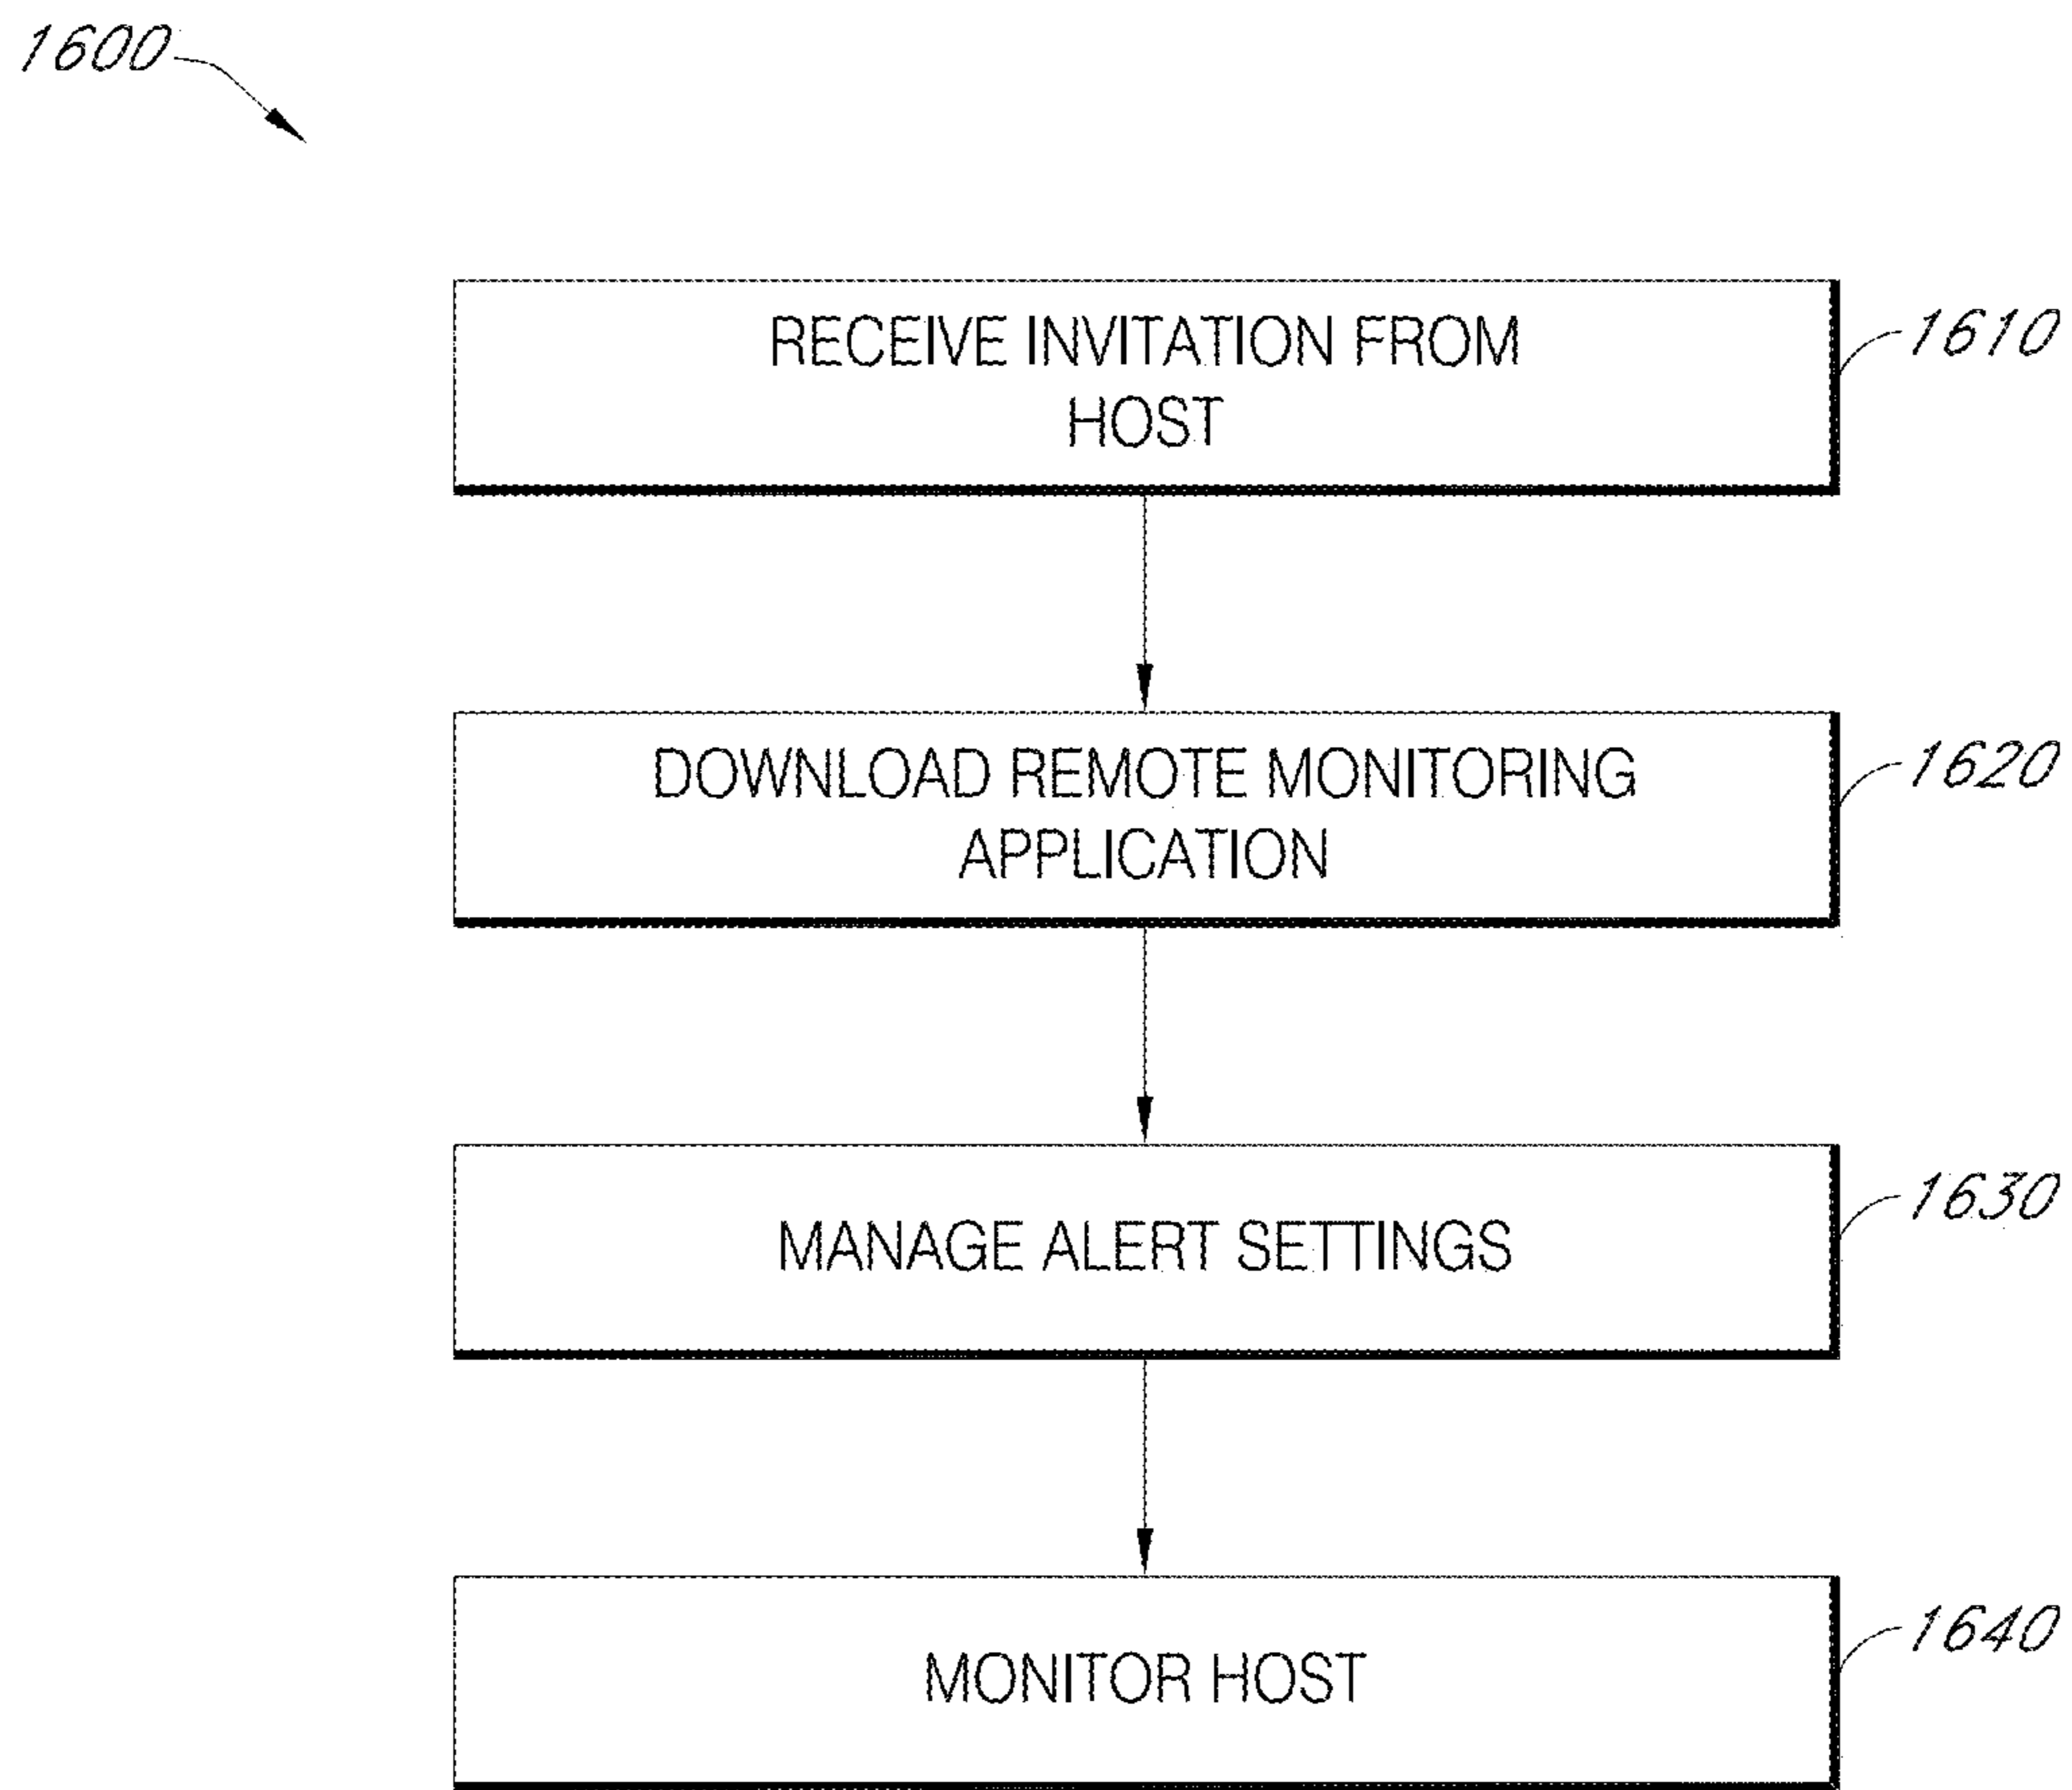 1600
RECEIVE INVITATION FROM
HOST
1610
DOWNLOAD REMOTE MONITORING
APPLICATION
1620
MANAGE ALERT SETTINGS
1630
MONITOR HOST
1640